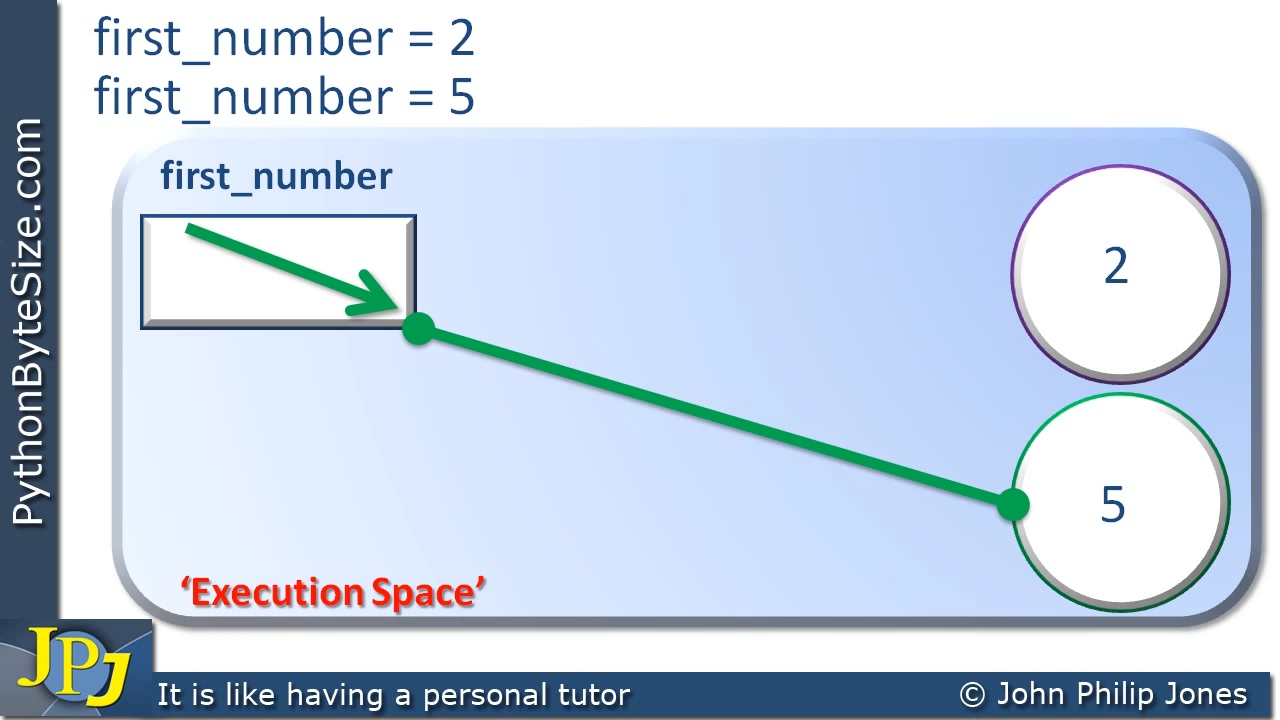 first_number = 2
first_number = 5
first_number
2
5
‘Execution Space’
PythonByteSize.com
JPJ
It is like having a personal tutor
© John Philip Jones